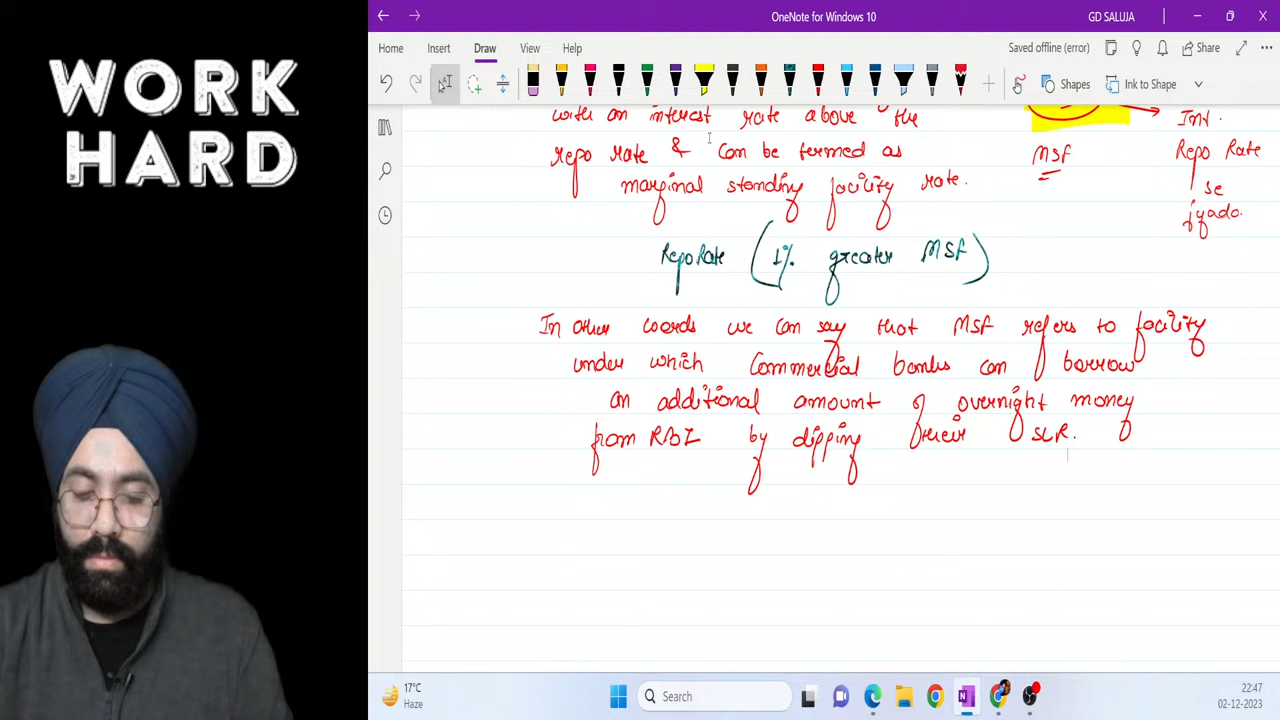 WORK
HARD
OneNote for Windows 10
GD SALUJA
Home Insert Draw View Help
Saved offline (error)
Share
Shapes
Ink to Shape
with an interest rate above the
repo rate & can be termed as
marginal standing facility rate.
MSF
Int.
Repo Rate
se
jyada.
Repo Rate (1% greater MSF)
In other words we can say that MSF refers to facility
under which Commercial banks can borrow
an additional amount of overnight money
from RBI by dipping their SLR.
17°C
Haze
Search
22:47
02-12-2023